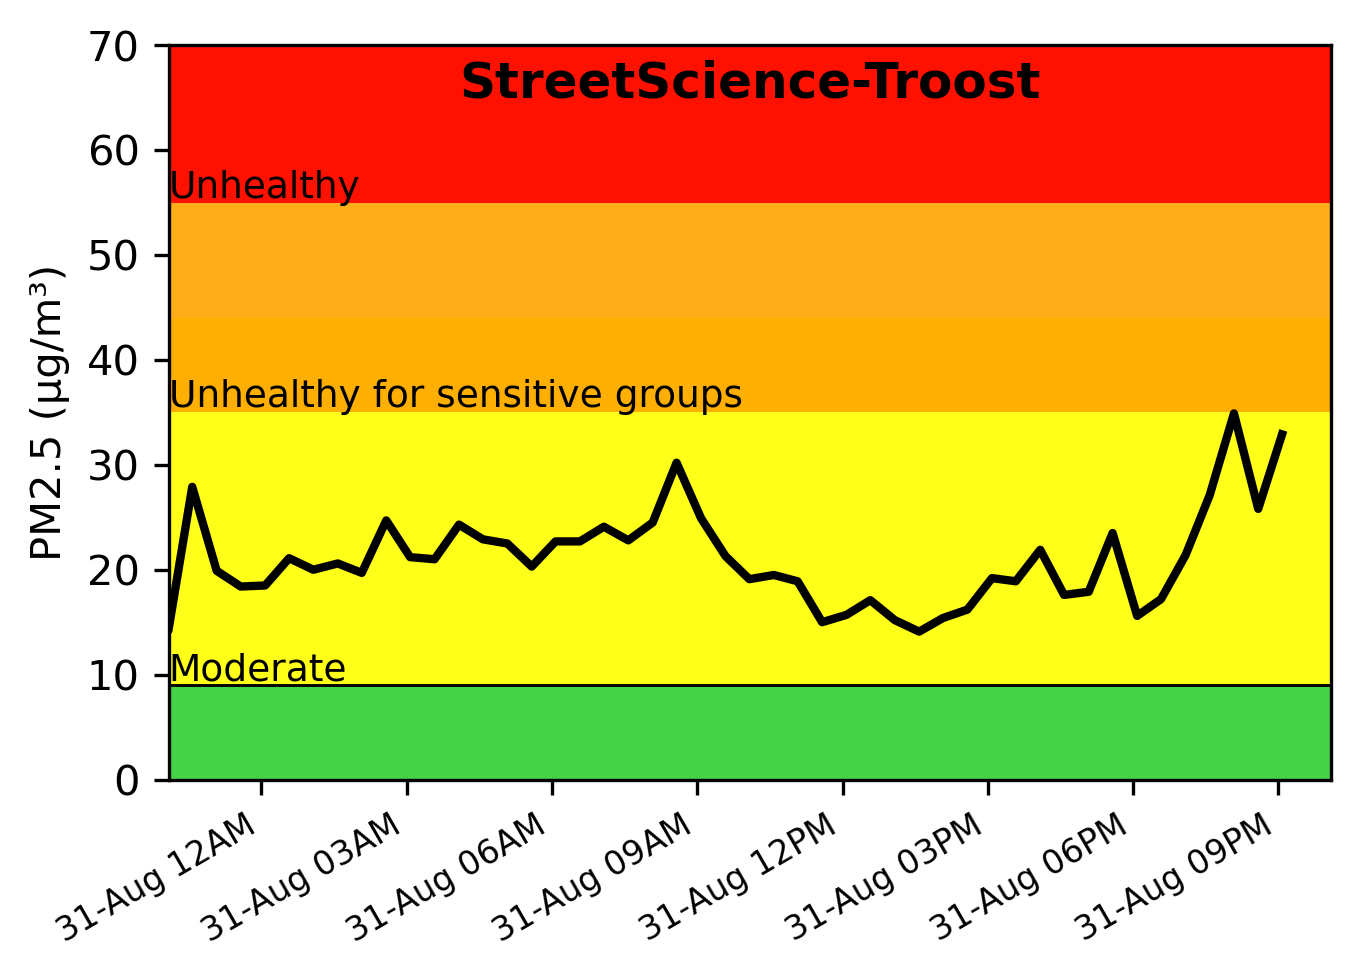 StreetScience-Troost
PM2.5 (µg/m³)
70
60
50
40
30
20
10
0
Unhealthy
Unhealthy for sensitive groups
Moderate
31-Aug 12AM
31-Aug 03AM
31-Aug 06AM
31-Aug 09AM
31-Aug 12PM
31-Aug 03PM
31-Aug 06PM
31-Aug 09PM